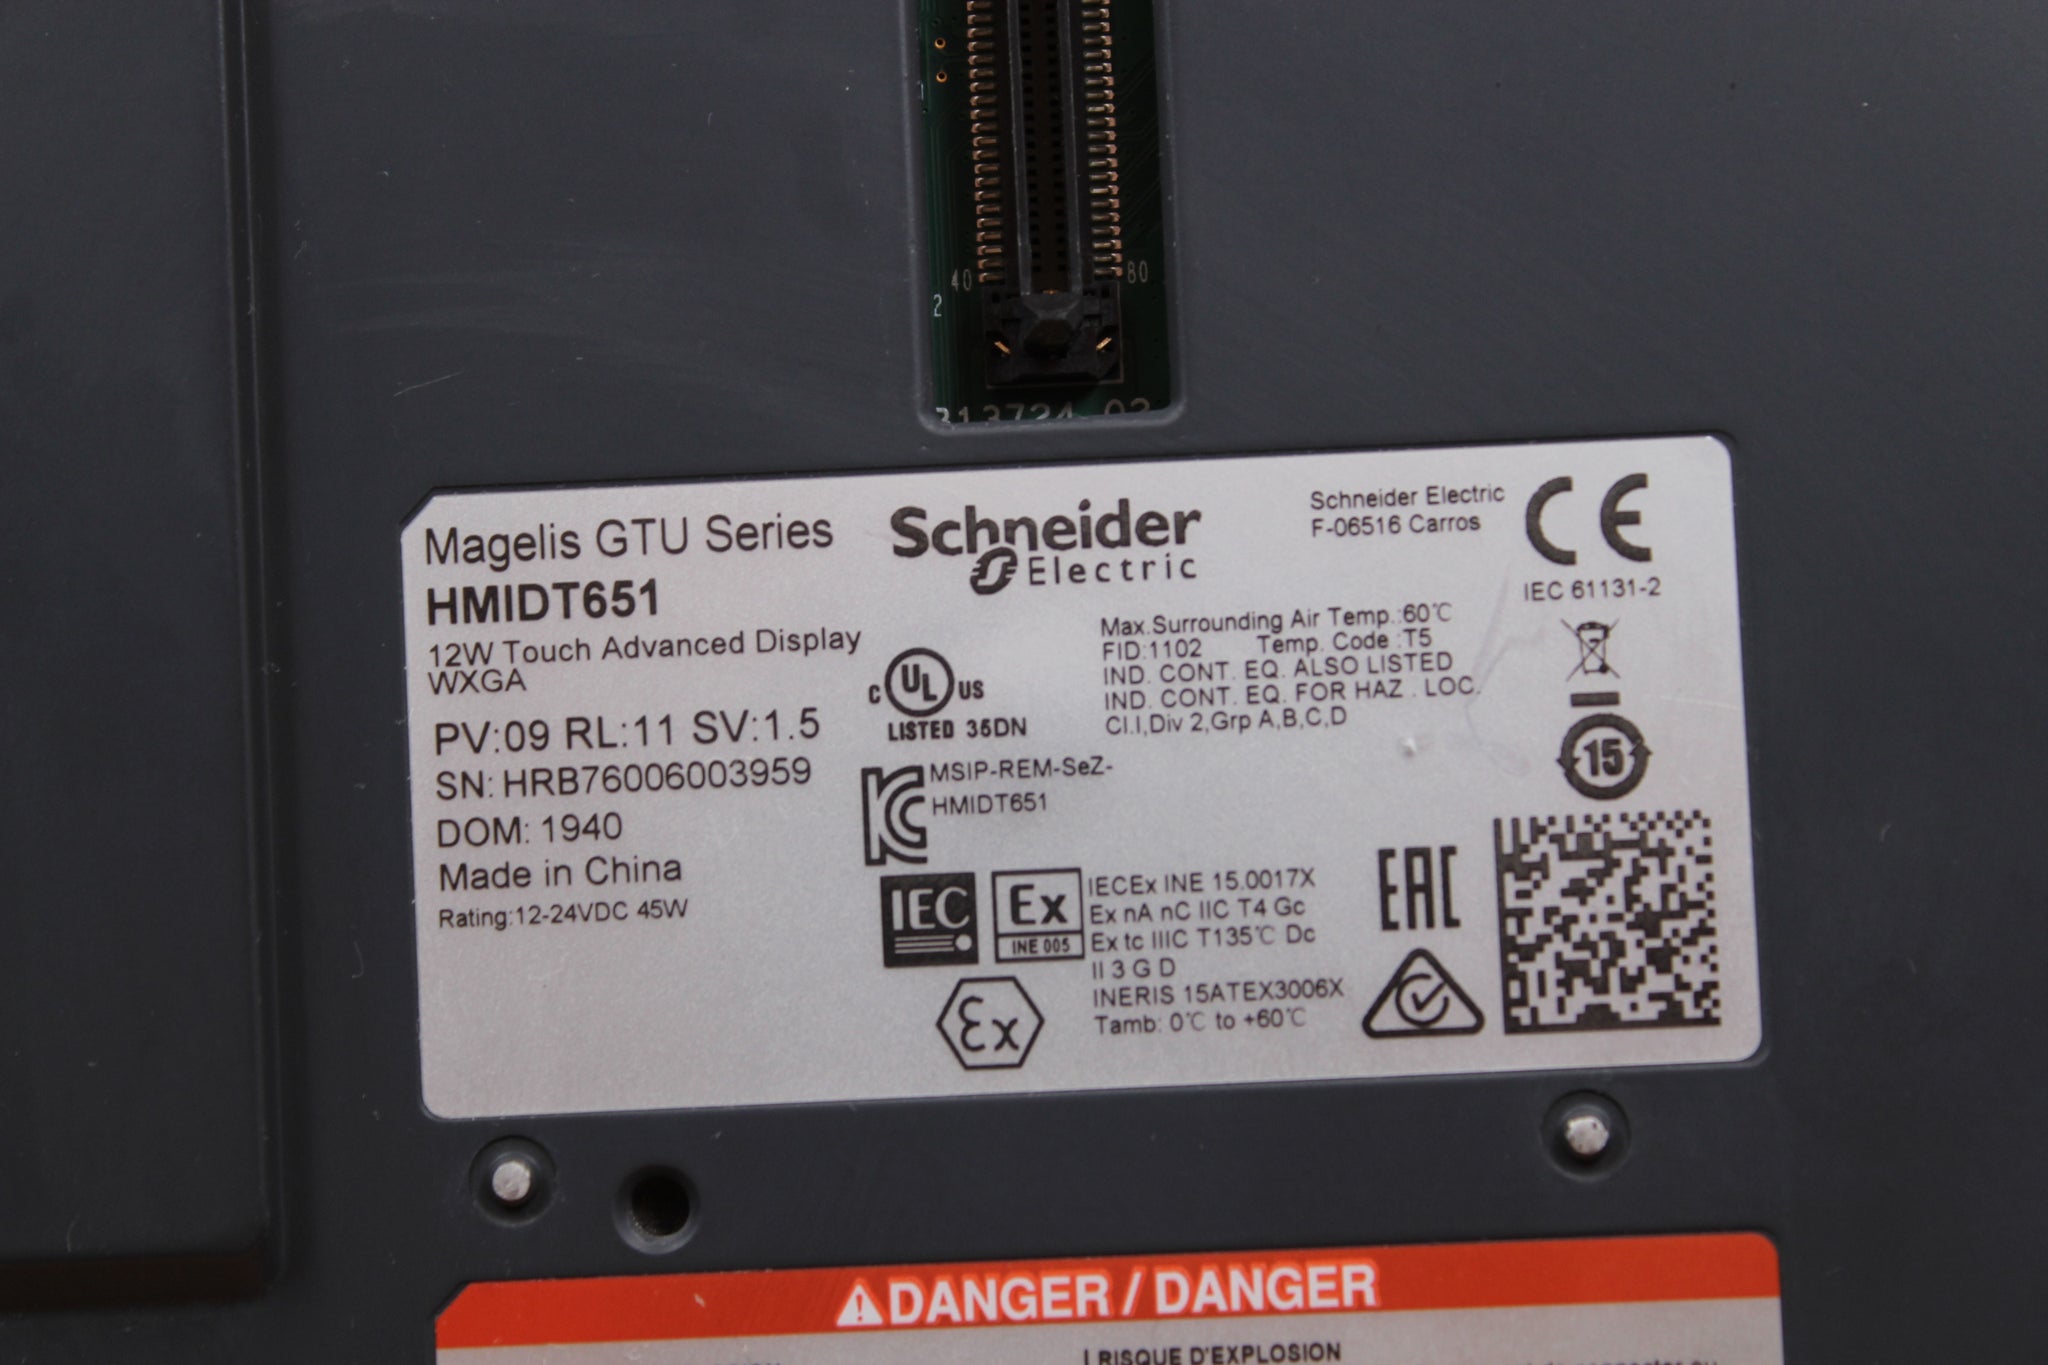 40
80
2
313724 02
Magelis GTU Series
HMIDT651
12W Touch Advanced Display
WXGA
PV:09 RL:11 SV:1.5
SN: HRB76006003959
DOM: 1940
Made in China
Rating:12-24VDC 45W
Schneider
Electric
Schneider Electric
F-06516 Carros
CE
IEC 61131-2
C UL US
LISTED 35DN
Max.Surrounding Air Temp.:60℃
FID:1102 Temp. Code :T5
IND. CONT. EQ. ALSO LISTED
IND. CONT. EQ. FOR HAZ . LOC.
Cl.I,Div 2,Grp A,B,C,D
15
KC
MSIP-REM-SeZ-
HMIDT651
IEC
Ex
INE 005
IECEx INE 15.0017X
Ex nA nC IIC T4 Gc
Ex tc IIIC T135℃ Dc
II 3 G D
INERIS 15ATEX3006X
Tamb: 0℃ to +60℃
Ex
EAC
DANGER / DANGER
RISQUE D'EXPLOSION